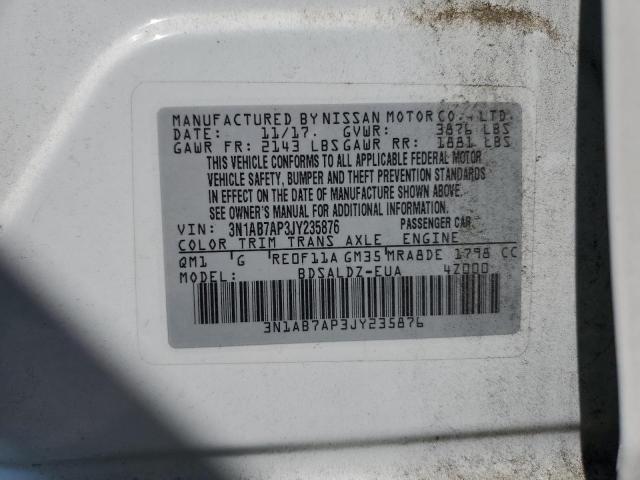 MANUFACTURED BY NISSAN MOTOR CO., LTD.
DATE: 11/17. GVWR: 3876 LBS
GAWR FR: 2143 LBS GAWR RR: 1881 LBS
THIS VEHICLE CONFORMS TO ALL APPLICABLE FEDERAL MOTOR
VEHICLE SAFETY, BUMPER AND THEFT PREVENTION STANDARDS
IN EFFECT ON THE DATE OF MANUFACTURE SHOWN ABOVE.
SEE OWNER'S MANUAL FOR ADDITIONAL INFORMATION.
VIN: 3N1AB7AP3JY235876 PASSENGER CAR
COLOR TRIM TRANS AXLE ENGINE
QM1 G RE0F11A GM35 MRA8DE 1798 CC
MODEL: BDSALDZ-EUA 4Z000
3N1AB7AP3JY235876